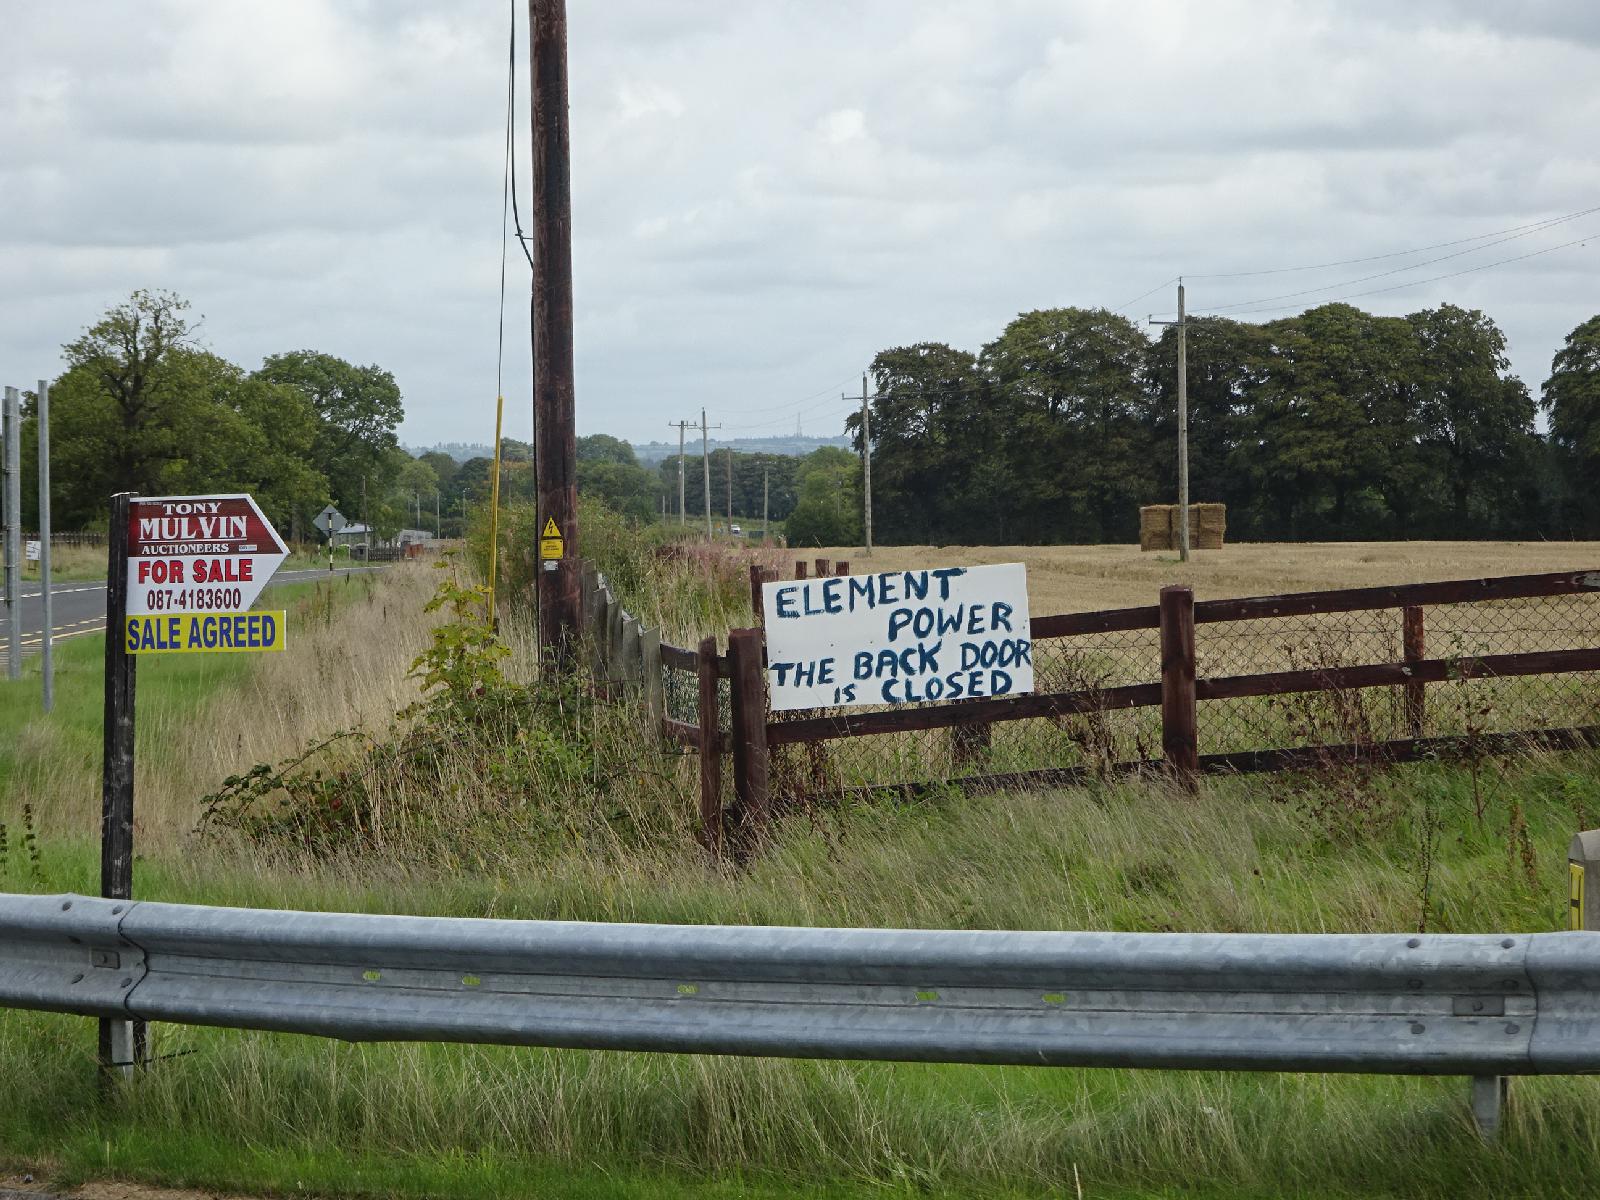 TONY
MULVIN
AUCTIONEERS
FOR SALE
087-4183600
SALE AGREED
ELEMENT
POWER
THE BACK DOOR
IS CLOSED
H